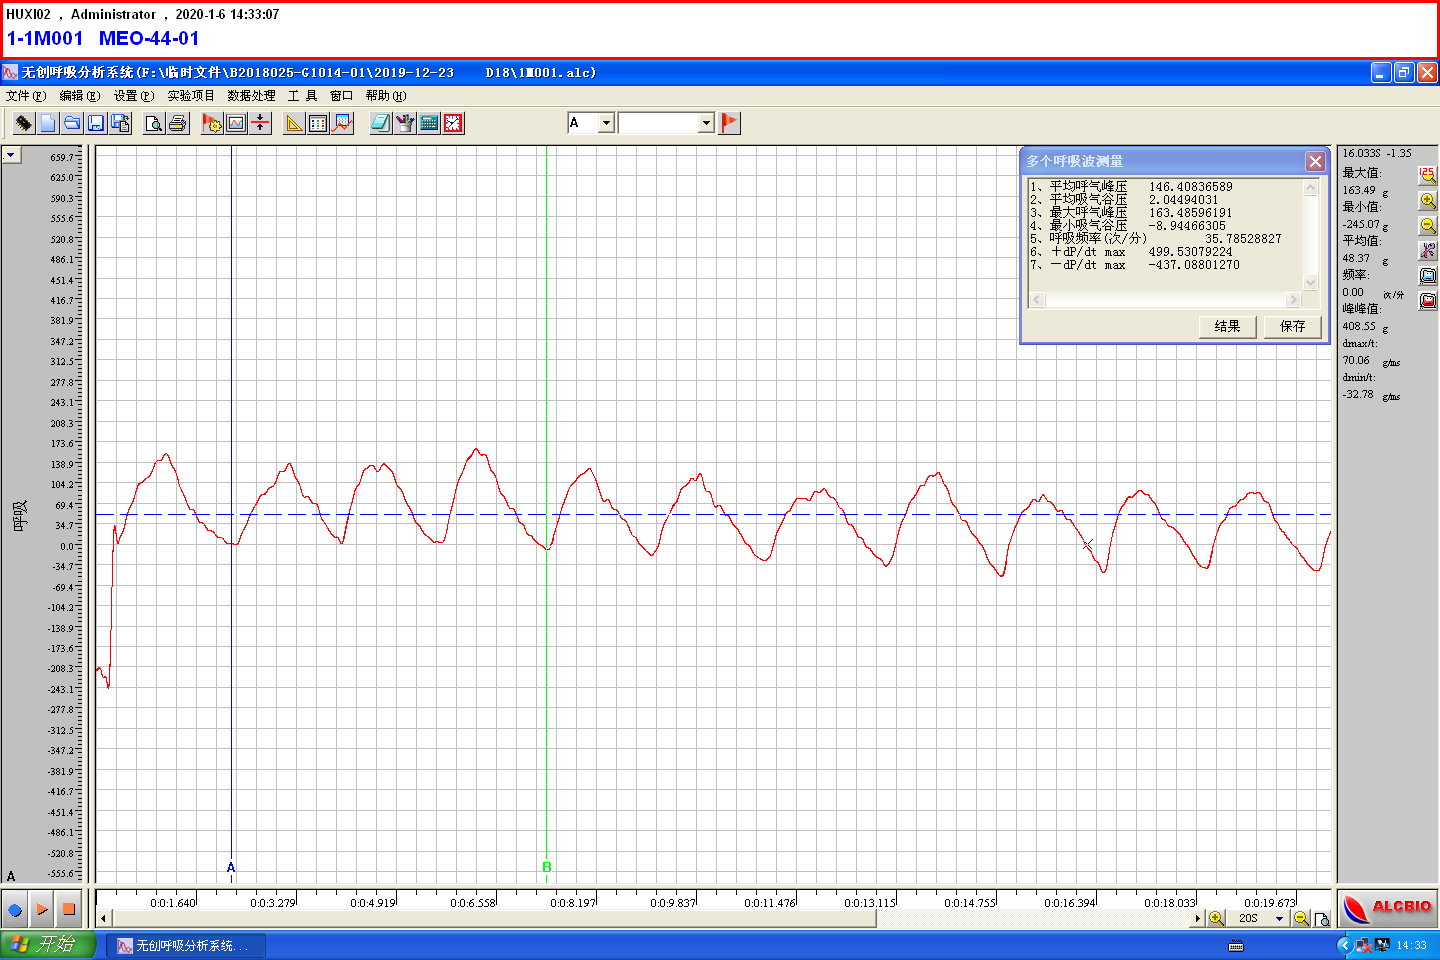 HUXI02 , Administrator , 2020-1-6 14:33:07
1-1M001 MEO-44-01
无创呼吸分析系统(F:\临时文件\B2018025-G1014-01\2019-12-23 D18\1M001.alc)
文件(F) 编辑(E) 设置(P) 实验项目 数据处理 工 具 窗口 帮助(H)
A
659.7
625.0
590.3
555.6
520.8
486.1
451.4
416.7
381.9
347.2
312.5
277.8
243.1
208.3
173.6
138.9
104.2
69.4
34.7
0.0
-34.7
-69.4
-104.2
-138.9
-173.6
-208.3
-243.1
-277.8
-312.5
-347.2
-381.9
-416.7
-451.4
-486.1
-520.8
-555.6
呼吸
A
A
B
多个呼吸波测量
1、平均呼气峰压 146.40836589
2、平均吸气谷压 2.04494031
3、最大呼气峰压 163.48596191
4、最小吸气谷压 -8.94466305
5、呼吸频率(次/分) 35.78528827
6、＋dP/dt max 499.53079224
7、－dP/dt max -437.08801270
结果 保存
16.033S -1.35
最大值:
163.49 g
最小值:
-245.07 g
平均值:
48.37 g
频率:
0.00 次/分
峰峰值:
408.55 g
dmax/t:
70.06 g/ms
dmin/t:
-32.78 g/ms
125
0:0:1.640 0:0:3.279 0:0:4.919 0:0:6.558 0:0:8.197 0:0:9.837 0:0:11.476 0:0:13.115 0:0:14.755 0:0:16.394 0:0:18.033 0:0:19.673
20S
ALCBIO
开始 无创呼吸分析系统... 14:33